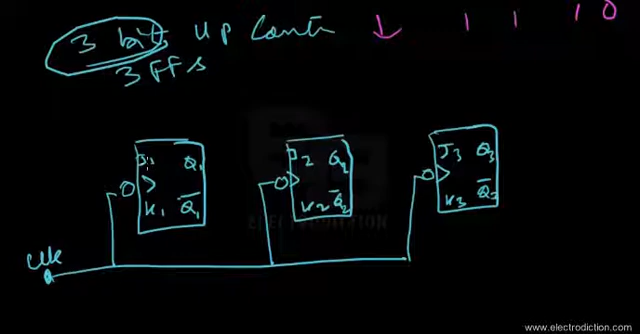 3 bit UP Counter ↓ 1 1 1 0
3 FFs
J1 Q1 J2 Q2 J3 Q3
K1 Q̅1 K2 Q̅2 K3 Q̅3
clk
www.electrodiction.com